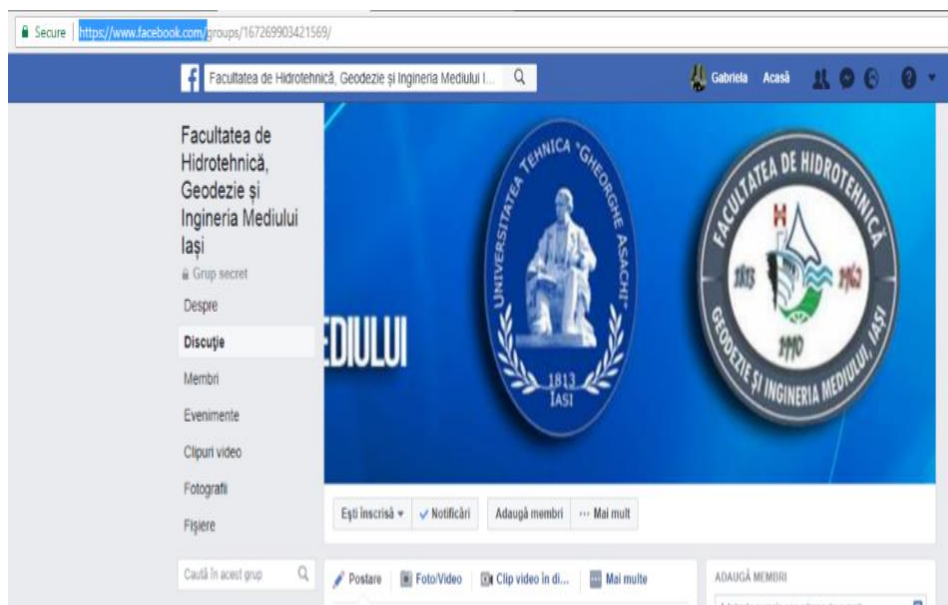 Secure | https://www.facebook.com/groups/167269903421569/
Facultatea de Hidrotehnică, Geodezie și Ingineria Mediului I...
Gabriela Acasă
Facultatea de
Hidrotehnică,
Geodezie și
Ingineria Mediului
Iași
Grup secret
Despre
Discuție
Membri
Evenimente
Clipuri video
Fotografii
Fișiere
Caută în acest grup
EDIULUI
UNIVERSITATEA TEHNICA "GHEORGHE ASACHI"
1813
IASI
FACULTATEA DE HIDROTEHNICĂ
GEODEZIE ȘI INGINERIA MEDIULUI, IAȘI
H
1813
1962
1990
Ești înscrisă Notificări Adaugă membri ··· Mai mult
Postare Foto/Video Clip video în di... Mai multe
ADAUGĂ MEMBRI